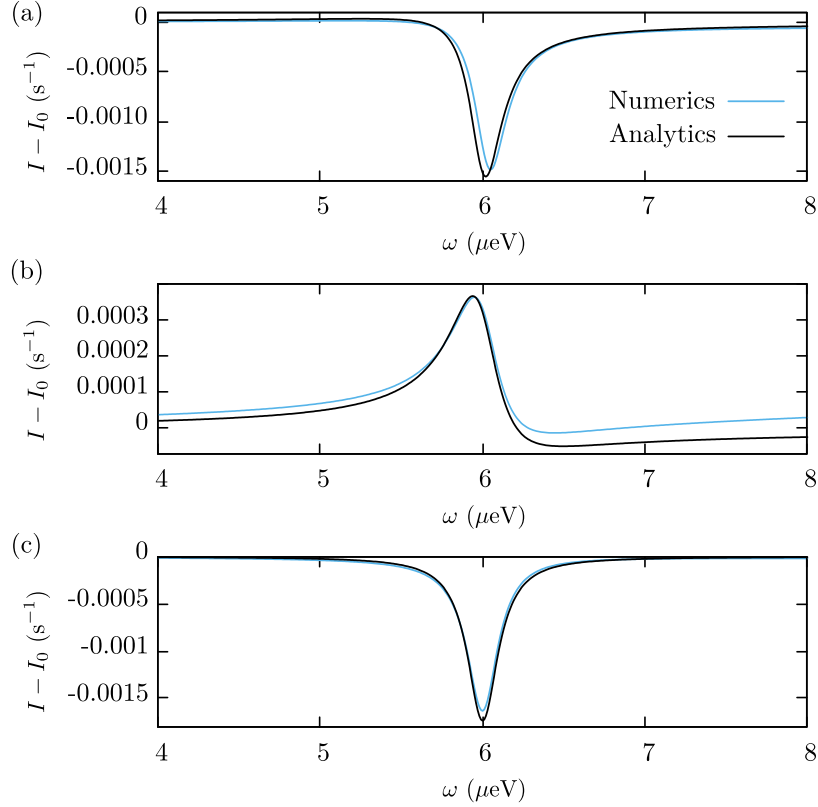 (a)
0
-0.0005
-0.0010
-0.0015
I − I₀ (s⁻¹)
Numerics
Analytics
4 5 6 7 8
ω (μeV)
(b)
0.0003
0.0002
0.0001
0
I − I₀ (s⁻¹)
4 5 6 7 8
ω (μeV)
(c)
0
-0.0005
-0.001
-0.0015
I − I₀ (s⁻¹)
4 5 6 7 8
ω (μeV)